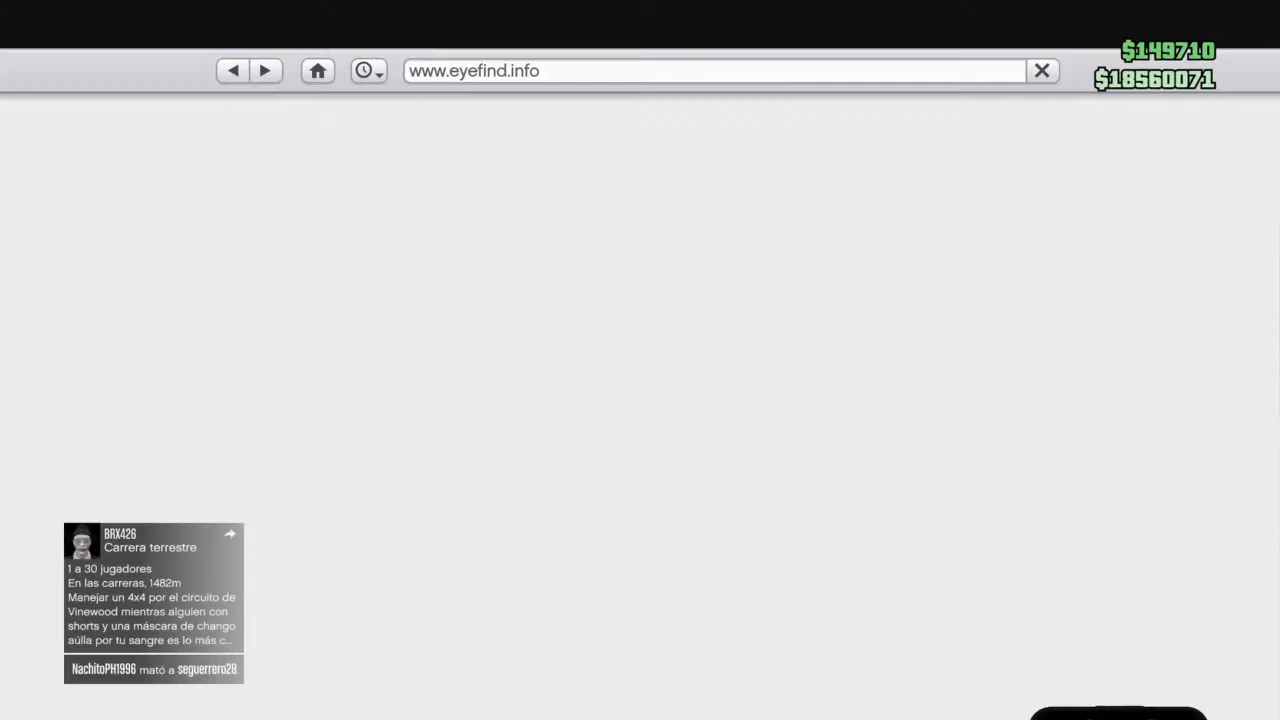 www.eyefind.info
$149710
$18560071
BRX426
Carrera terrestre
1 a 30 jugadores
En las carreras, 1482m
Manejar un 4x4 por el circuito de
Vinewood mientras alguien con
shorts y una máscara de chango
aúlla por tu sangre es lo más c...
NachitoPH1996 mató a seguerrero28.